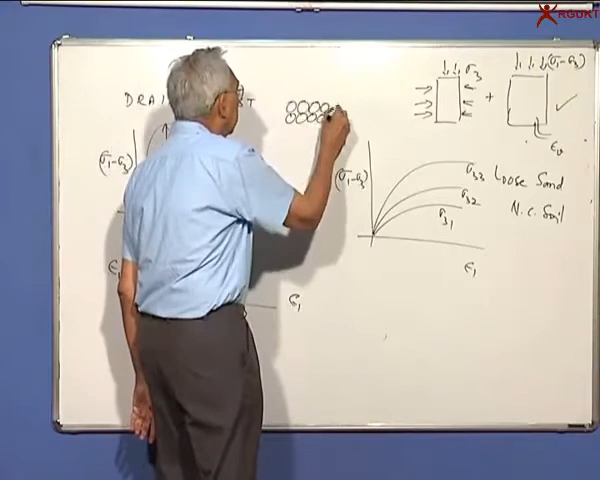 RGUKT
DRAI T
σ3
+
(σ1-σ3)
εv
(σ1-σ3)
(σ1-σ3)
σ33 Loose Sand
σ32
N.C. Soil
σ31
ε1
ε1
ε1